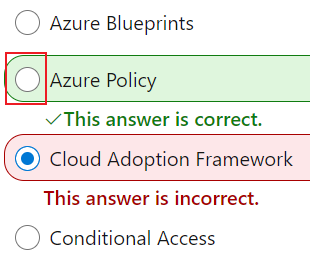 Azure Blueprints
Azure Policy
This answer is correct.
Cloud Adoption Framework
This answer is incorrect.
Conditional Access